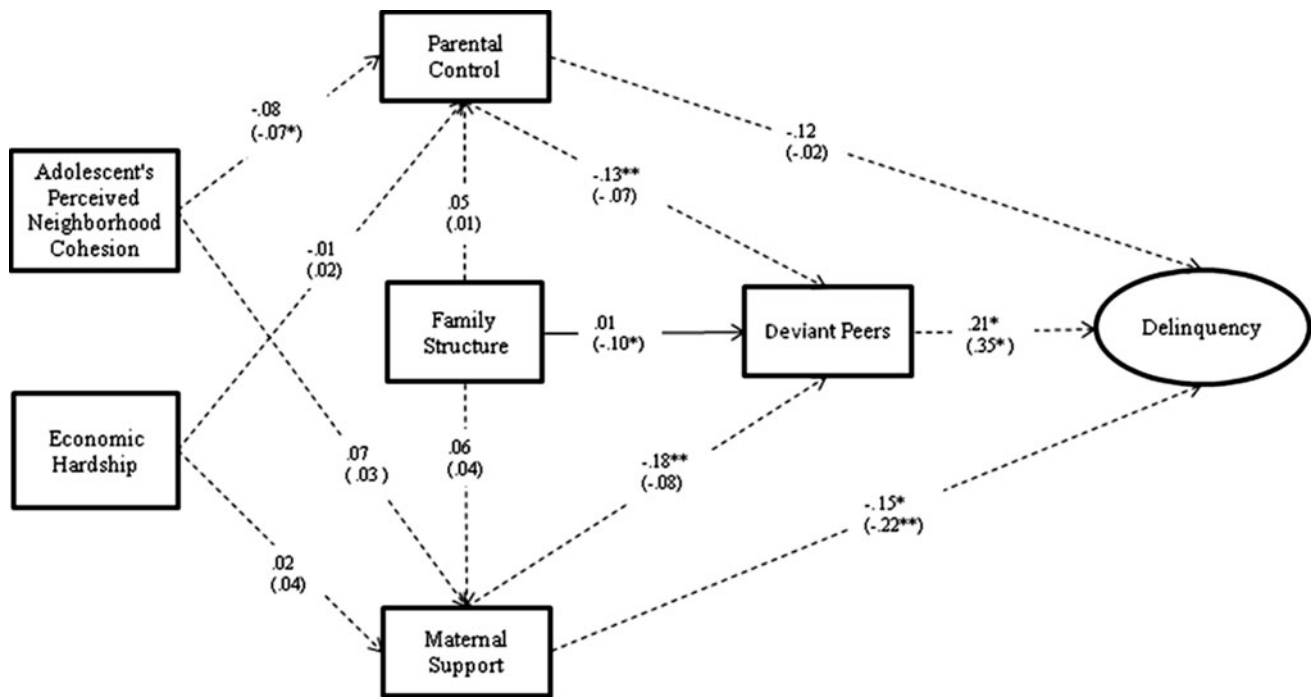 Parental
Control
-.08
(-.07*)
-.12
(-.02)
Adolescent's
Perceived
Neighborhood
Cohesion
-.13**
(- .07)
.05
(.01)
-.01
(.02)
Family
Structure
.01
(-.10*)
Deviant Peers
.21*
(.35*)
Delinquency
Economic
Hardship
.07
(.03 )
.06
(.04)
-.18**
(-.08)
-.15*
(-.22**)
.02
(.04)
Maternal
Support